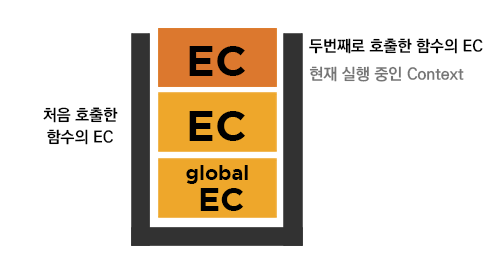 EC
두번째로 호출한 함수의 EC
현재 실행 중인 Context
처음 호출한
함수의 EC
EC
global
EC